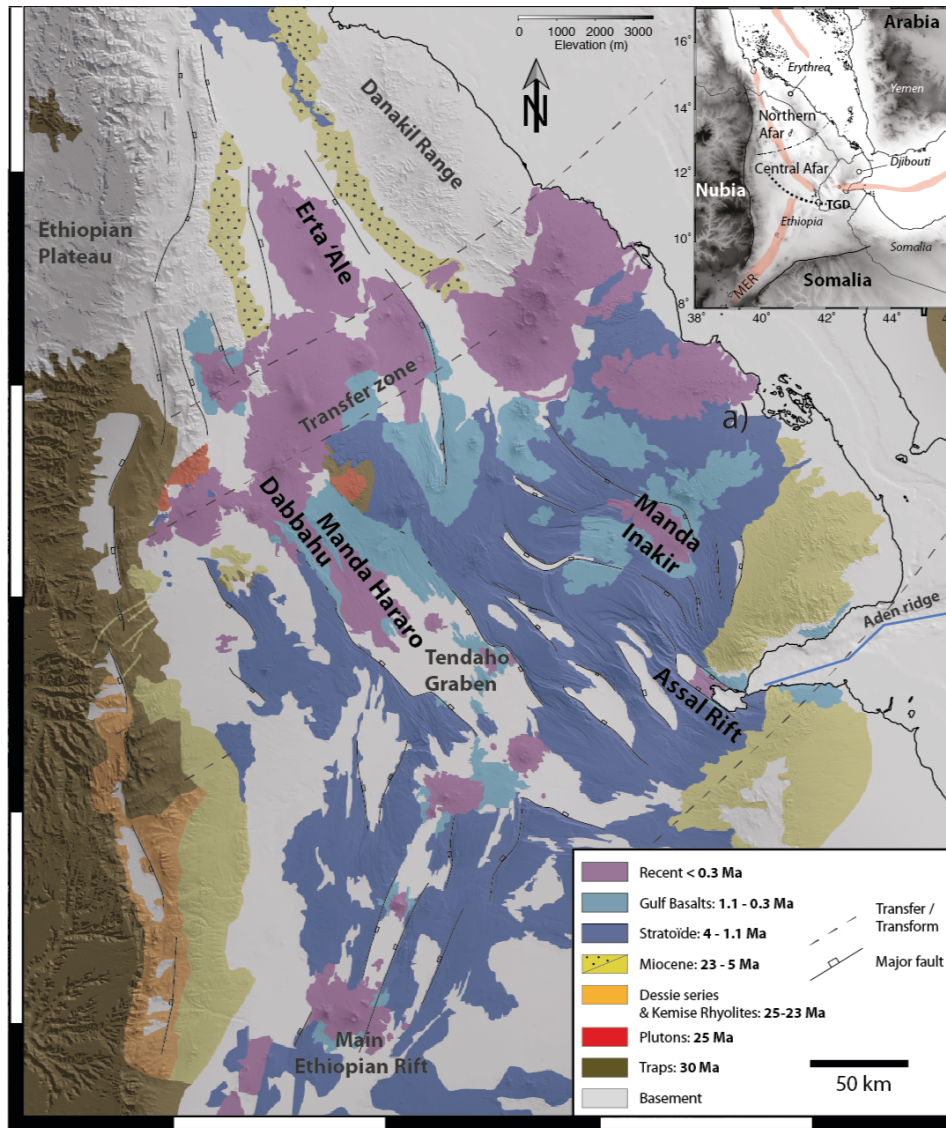 0 1000 2000 3000
Elevation (m)
N
Danakil Range
Ethiopian
Plateau
Erta 'Ale
Transfer zone
a)
Dabbahu
Manda Hararo
Manda
Inakir
Tendaho
Graben
Assal Rift
Aden ridge
Main
Ethiopian Rift
Arabia
Erythrea
Yemen
Northern
Afar
Central Afar
Djibouti
Nubia
TGD
Ethiopia
Somalia
MER
Somalia
16°
14°
12°
10°
8°
38° 40° 42° 44° 46
Recent < 0.3 Ma
Gulf Basalts: 1.1 - 0.3 Ma
Stratoïde: 4 - 1.1 Ma
Miocene: 23 - 5 Ma
Dessie series
& Kemise Rhyolites: 25-23 Ma
Plutons: 25 Ma
Traps: 30 Ma
Basement
Transfer /
Transform
Major fault
50 km